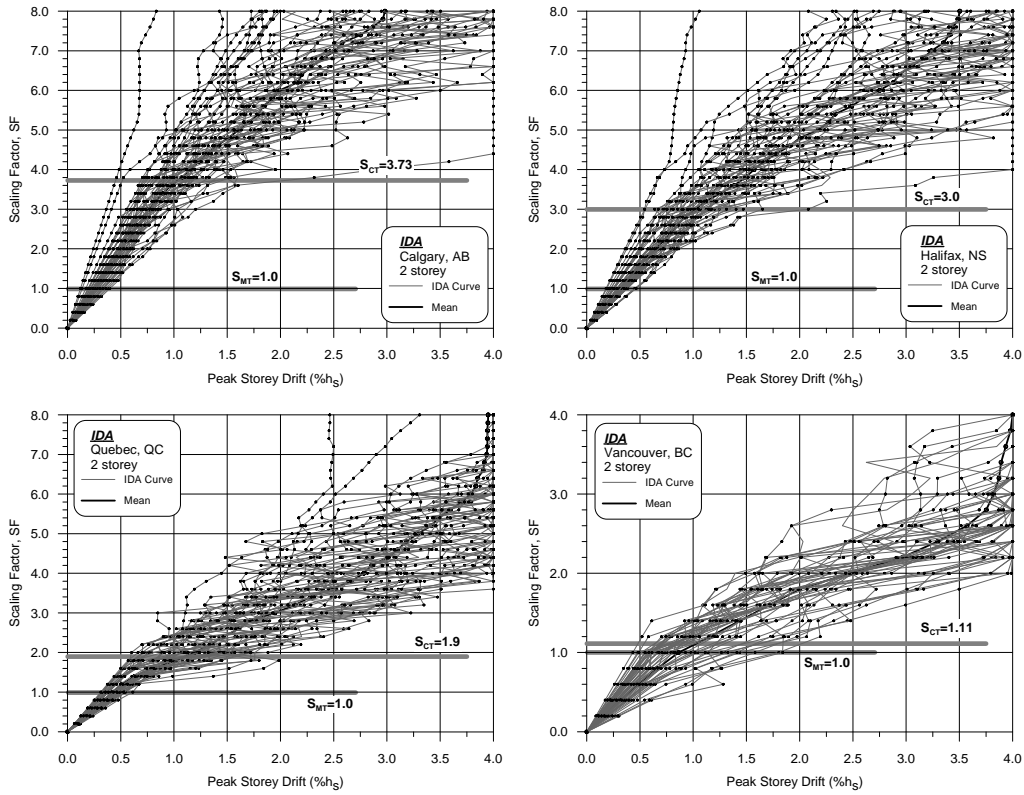 8.0
7.0
6.0
5.0
4.0
3.0
2.0
1.0
0.0
Scaling Factor, SF
S_CT=3.73
S_MT=1.0
IDA
Calgary, AB
2 storey
IDA Curve
Mean
0.0 0.5 1.0 1.5 2.0 2.5 3.0 3.5 4.0
Peak Storey Drift (%h_S)
8.0
7.0
6.0
5.0
4.0
3.0
2.0
1.0
0.0
Scaling Factor, SF
S_CT=3.0
S_MT=1.0
IDA
Halifax, NS
2 storey
IDA Curve
Mean
0.0 0.5 1.0 1.5 2.0 2.5 3.0 3.5 4.0
Peak Storey Drift (%h_S)
8.0
7.0
6.0
5.0
4.0
3.0
2.0
1.0
0.0
Scaling Factor, SF
IDA
Quebec, QC
2 storey
IDA Curve
Mean
S_CT=1.9
S_MT=1.0
0.0 0.5 1.0 1.5 2.0 2.5 3.0 3.5 4.0
Peak Storey Drift (%h_S)
4.0
3.0
2.0
1.0
0.0
Scaling Factor, SF
IDA
Vancouver, BC
2 storey
IDA Curve
Mean
S_CT=1.11
S_MT=1.0
0.0 0.5 1.0 1.5 2.0 2.5 3.0 3.5 4.0
Peak Storey Drift (%h_S)